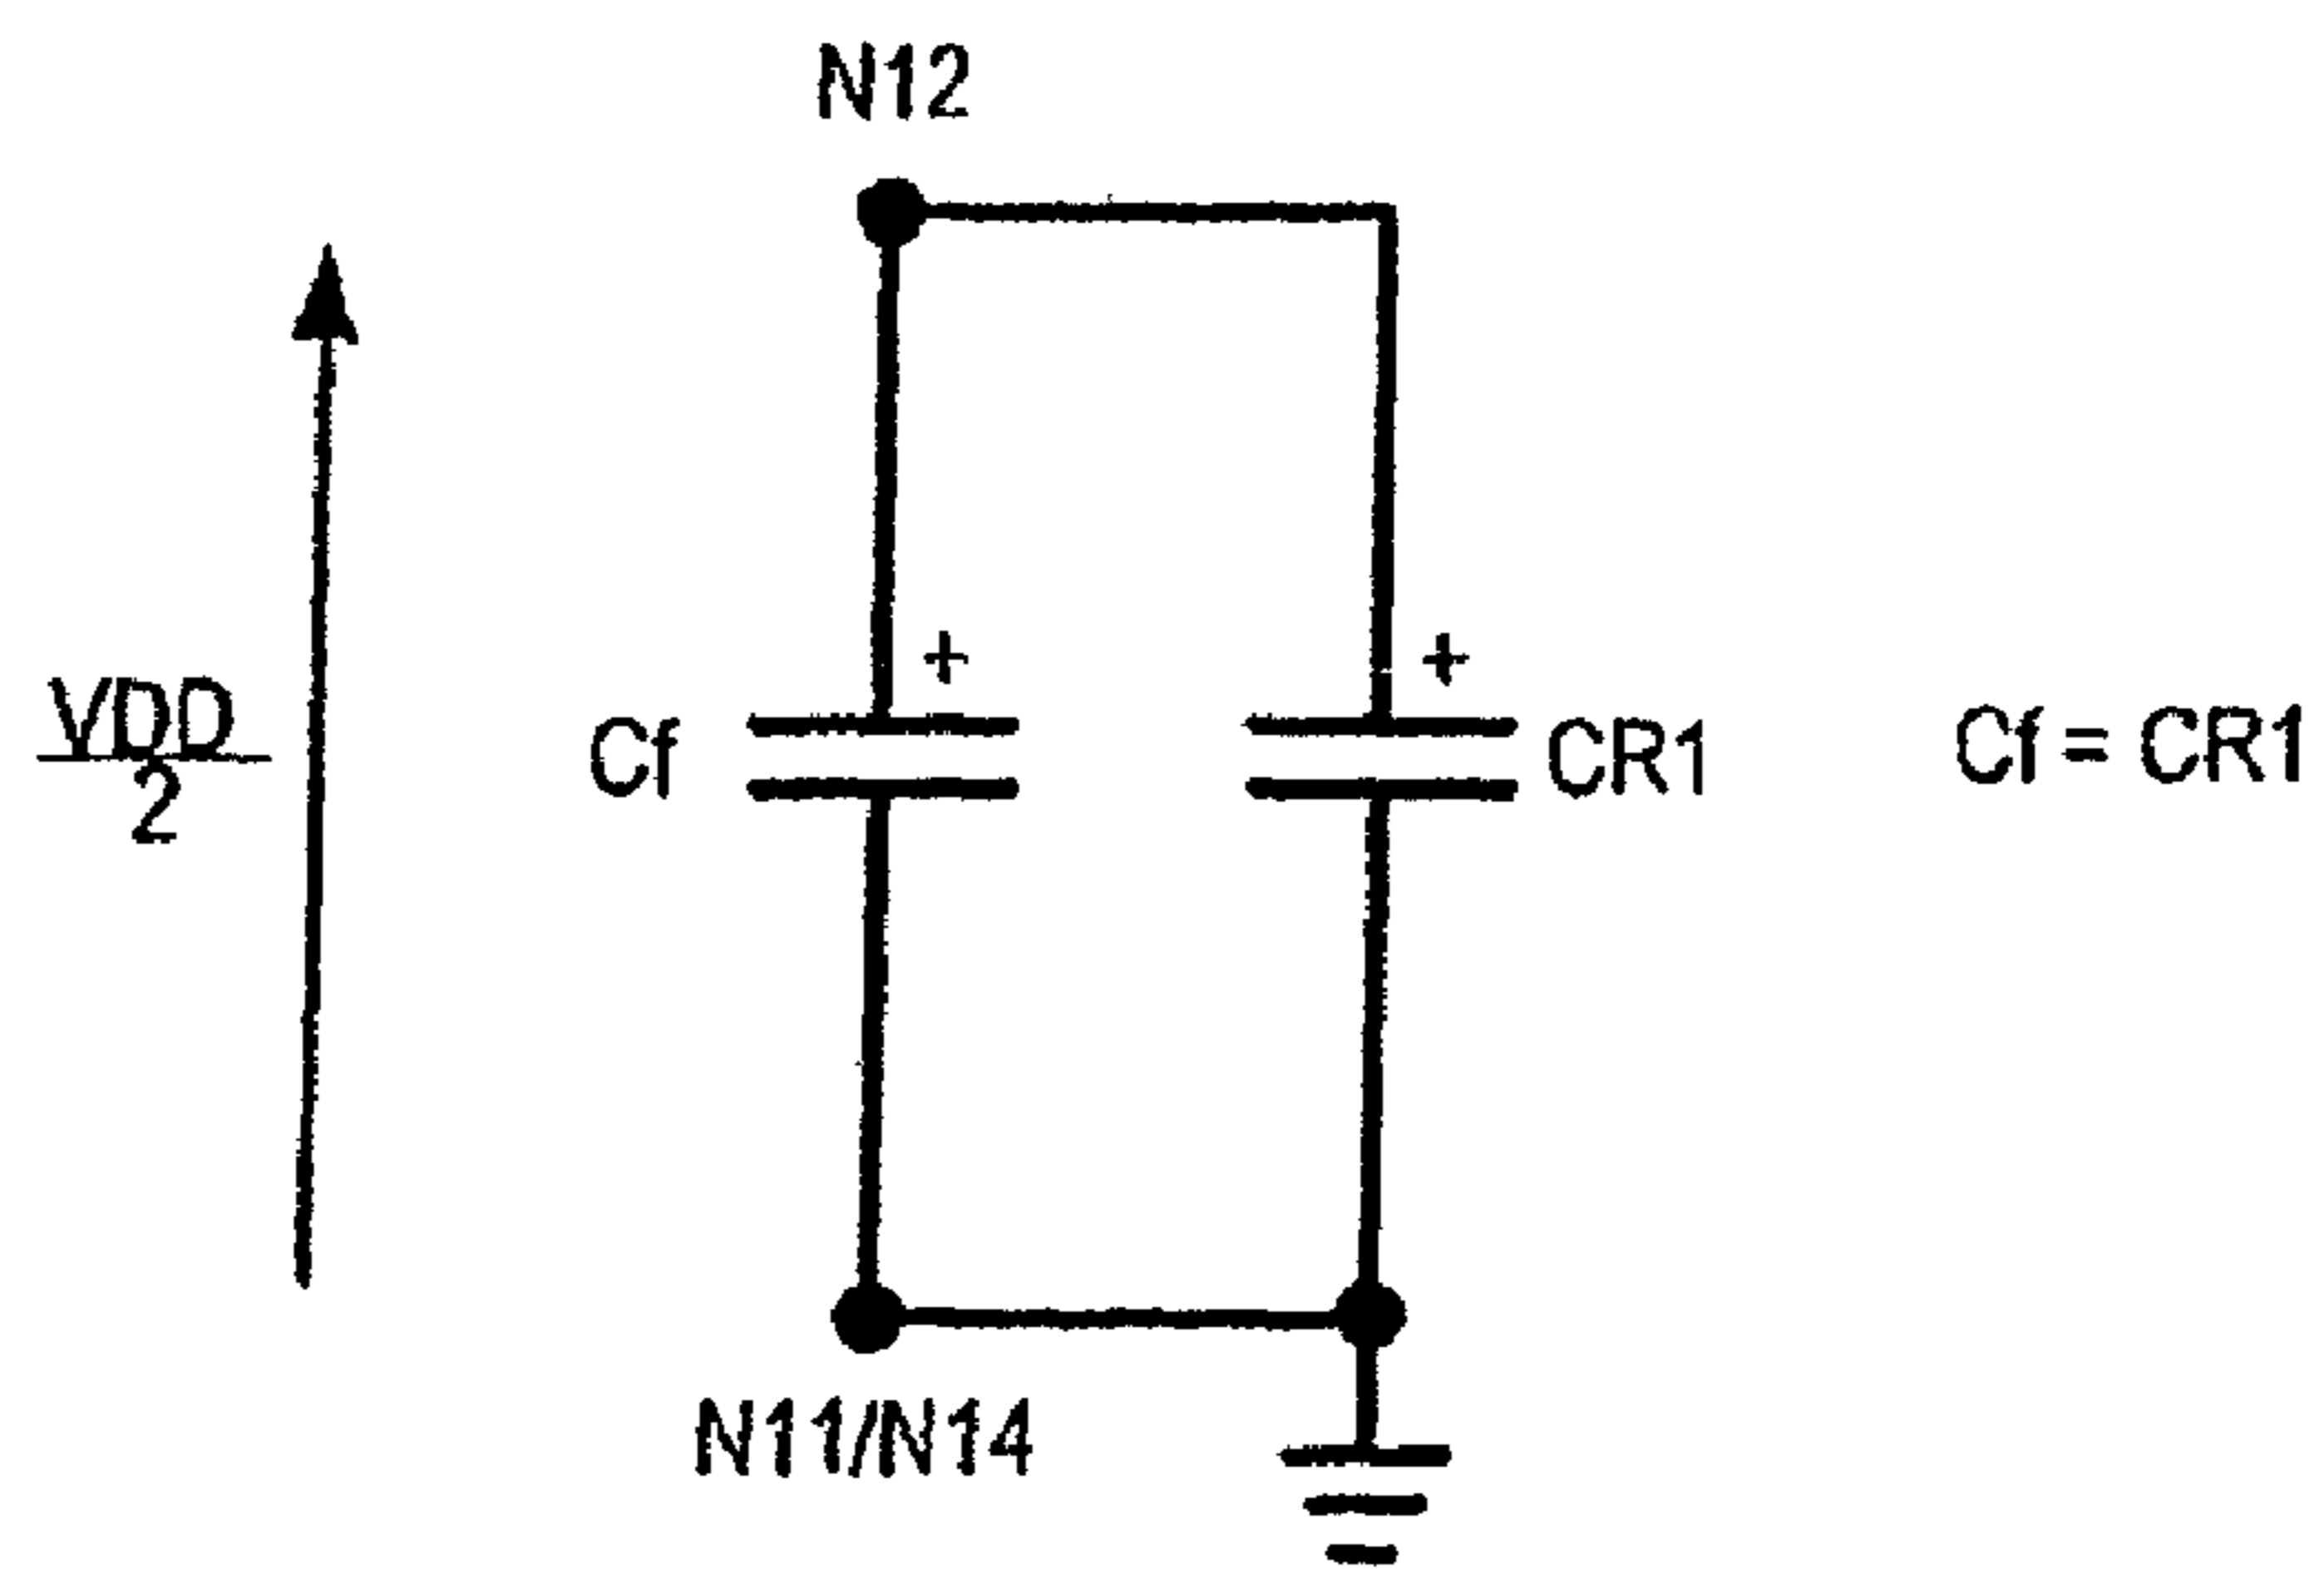 N12
VDD
2
Cf
+
+
CR1
Cf = CR1
N11/N14